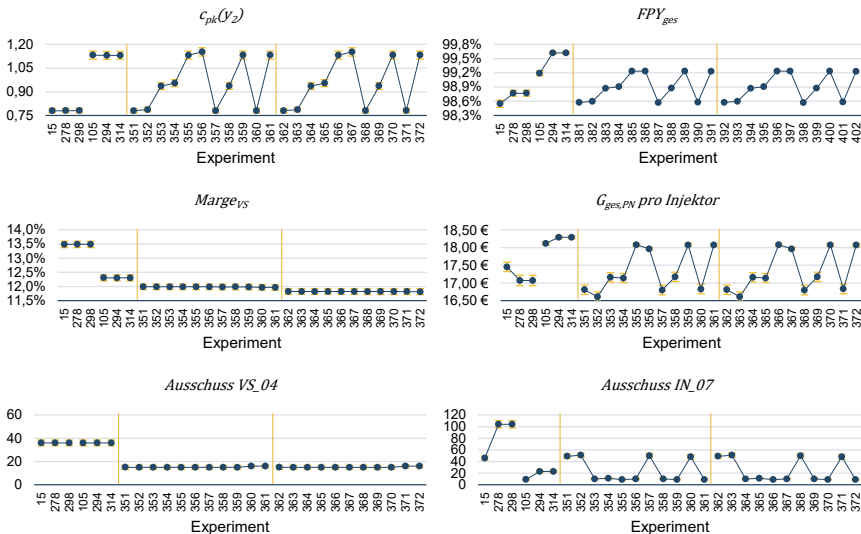 c_pk(y_2)
1,20
1,05
0,90
0,75
15 278 298 105 294 314 351 352 353 354 355 356 357 358 359 360 361 362 363 364 365 366 367 368 369 370 371 372
Experiment
FPY_ges
99,8%
99,5%
99,2%
98,9%
98,6%
98,3%
15 278 298 105 294 314 381 382 383 384 385 386 387 388 389 390 391 392 393 394 395 396 397 398 399 400 401 402
Experiment
Marge_VS
14,0%
13,5%
13,0%
12,5%
12,0%
11,5%
15 278 298 105 294 314 351 352 353 354 355 356 357 358 359 360 361 362 363 364 365 366 367 368 369 370 371 372
Experiment
G_ges,PN pro Injektor
18,50 €
18,00 €
17,50 €
17,00 €
16,50 €
15 278 298 105 294 314 351 352 353 354 355 356 357 358 359 360 361 362 363 364 365 366 367 368 369 370 371 372
Experiment
Ausschuss VS_04
60
40
20
0
15 278 298 105 294 314 351 352 353 354 355 356 357 358 359 360 361 362 363 364 365 366 367 368 369 370 371 372
Experiment
Ausschuss IN_07
120
100
80
60
40
20
0
15 278 298 105 294 314 351 352 353 354 355 356 357 358 359 360 361 362 363 364 365 366 367 368 369 370 371 372
Experiment